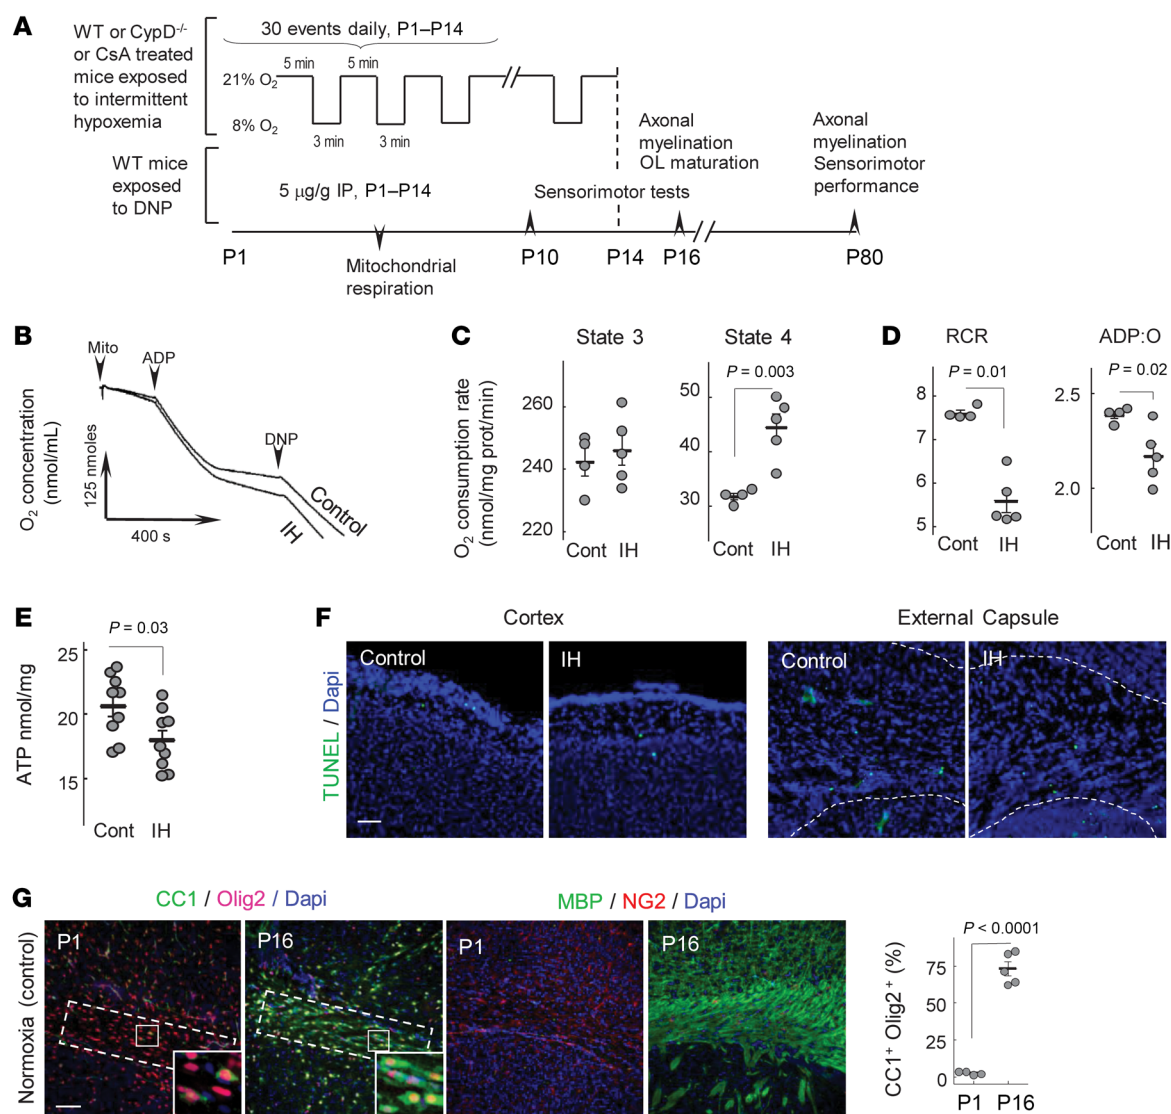 A
WT or CypD-/-
or CsA treated
mice exposed
to intermittent
hypoxemia
30 events daily, P1–P14
5 min
5 min
21% O2
8% O2
3 min
3 min
WT mice
exposed
to DNP
5 μg/g IP, P1–P14
Axonal
myelination
OL maturation
Axonal
myelination
Sensorimotor
performance
Sensorimotor tests
P1
P10
P14
P16
P80
Mitochondrial
respiration
B
Mito
ADP
DNP
O2 concentration
(nmol/mL)
125 nmoles
400 s
Control
IH
C
State 3
State 4
O2 consumption rate
(nmol/mg prot/min)
260
240
220
Cont
IH
P = 0.003
50
40
30
Cont
IH
D
RCR
ADP:O
P = 0.01
8
7
6
5
Cont
IH
P = 0.02
2.5
2.0
Cont
IH
E
P = 0.03
ATP nmol/mg
25
20
15
Cont
IH
F
Cortex
External Capsule
TUNEL / Dapi
Control
IH
Control
IH
G
CC1 / Olig2 / Dapi
MBP / NG2 / Dapi
Normoxia (control)
P1
P16
P1
P16
P < 0.0001
CC1+ Olig2+ (%)
75
50
25
0
P1
P16